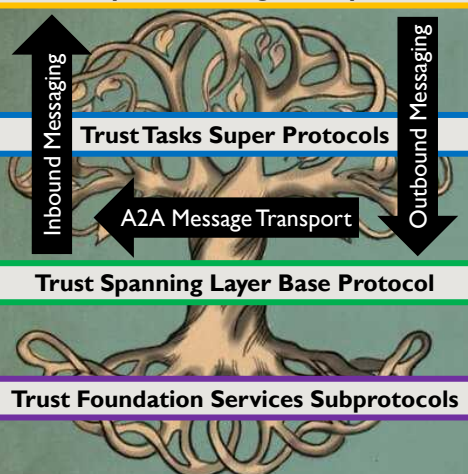 Inbound Messaging
Outbound Messaging
Trust Tasks Super Protocols
A2A Message Transport
Trust Spanning Layer Base Protocol
Trust Foundation Services Subprotocols